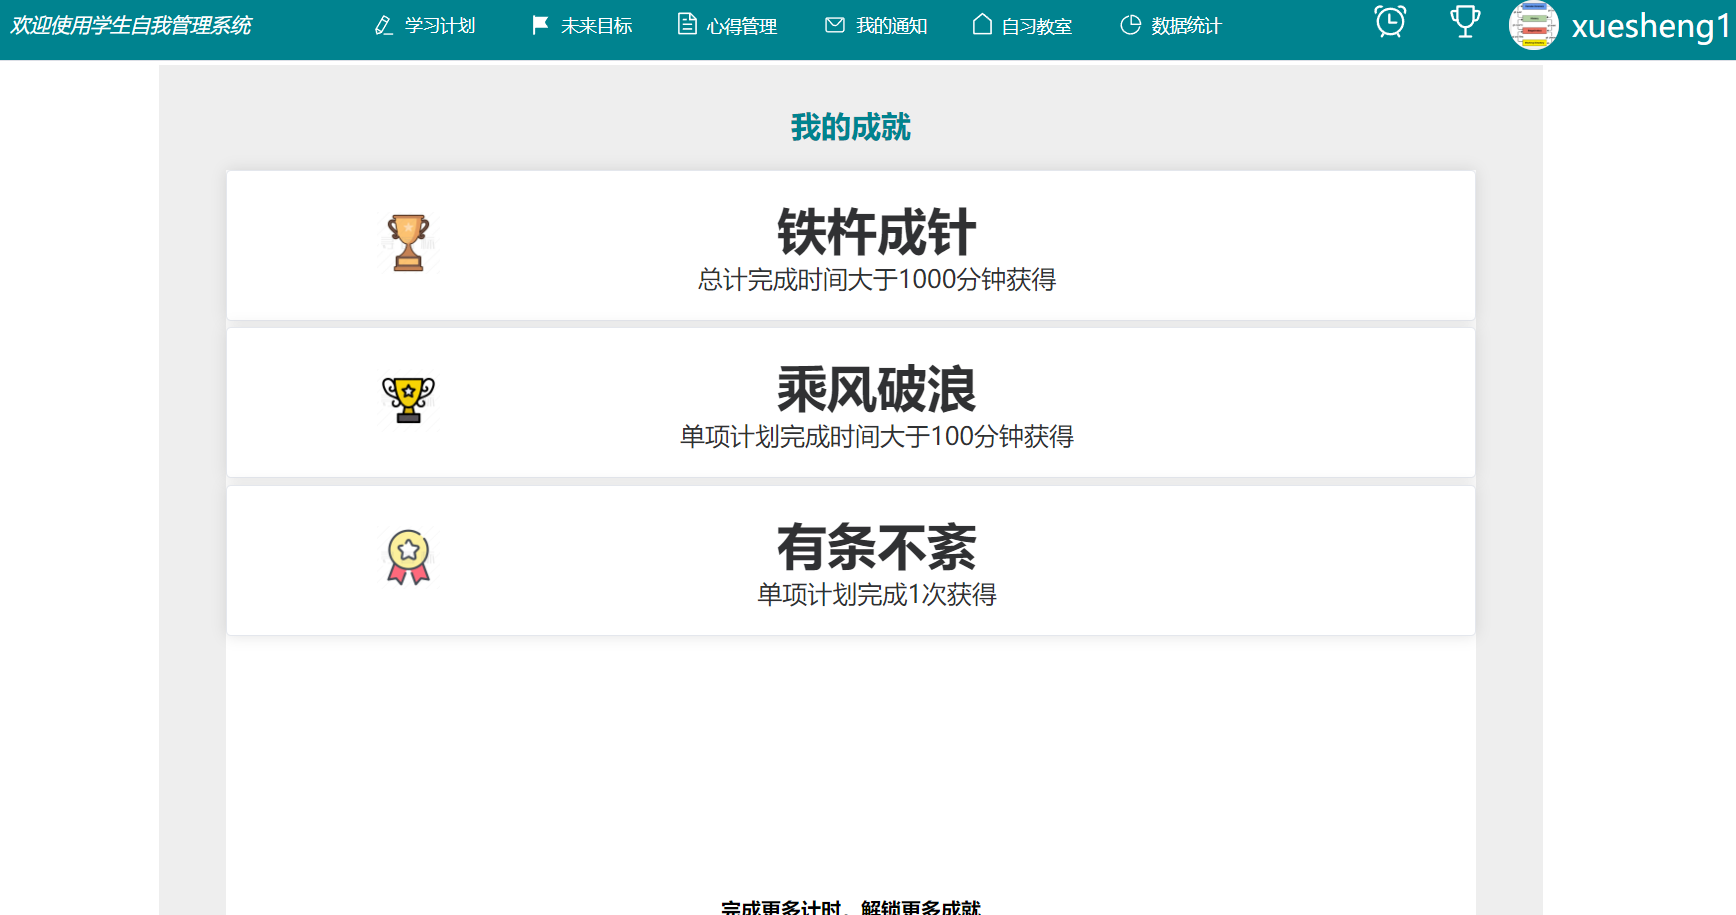 欢迎使用学生自我管理系统
学习计划
未来目标
心得管理
我的通知
自习教室
数据统计
xuesheng1
我的成就
铁杵成针
总计完成时间大于1000分钟获得
乘风破浪
单项计划完成时间大于100分钟获得
有条不紊
单项计划完成1次获得
完成更多计时，解锁更多成就